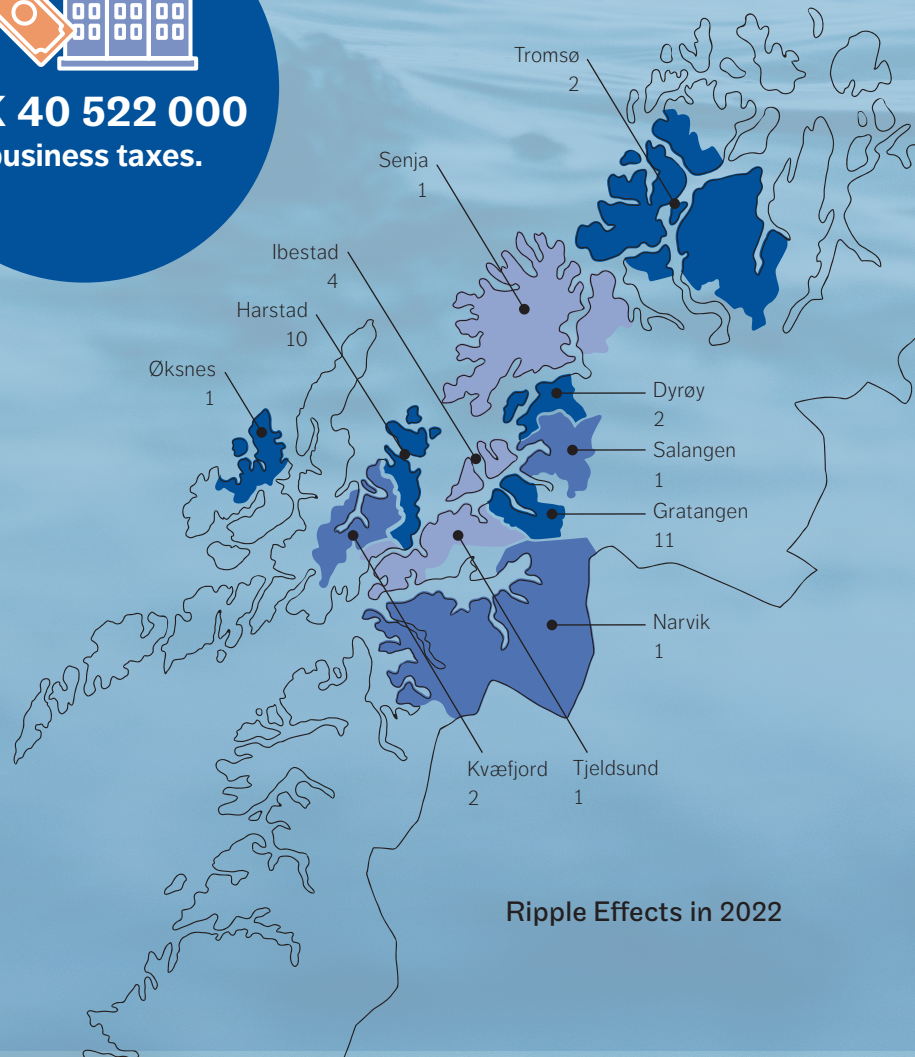 40 522 000
business taxes.
Tromsø
2
Senja
1
Ibestad
4
Harstad
10
Øksnes
1
Dyrøy
2
Salangen
1
Gratangen
11
Narvik
1
Kvæfjord
2
Tjeldsund
1
Ripple Effects in 2022